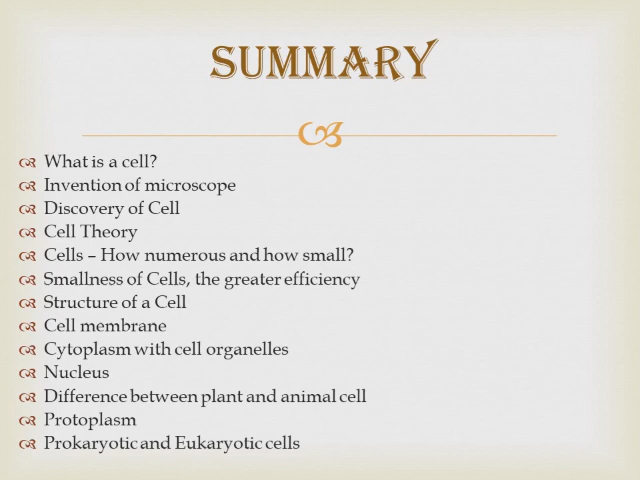 SUMMARY
What is a cell?
Invention of microscope
Discovery of Cell
Cell Theory
Cells – How numerous and how small?
Smallness of Cells, the greater efficiency
Structure of a Cell
Cell membrane
Cytoplasm with cell organelles
Nucleus
Difference between plant and animal cell
Protoplasm
Prokaryotic and Eukaryotic cells